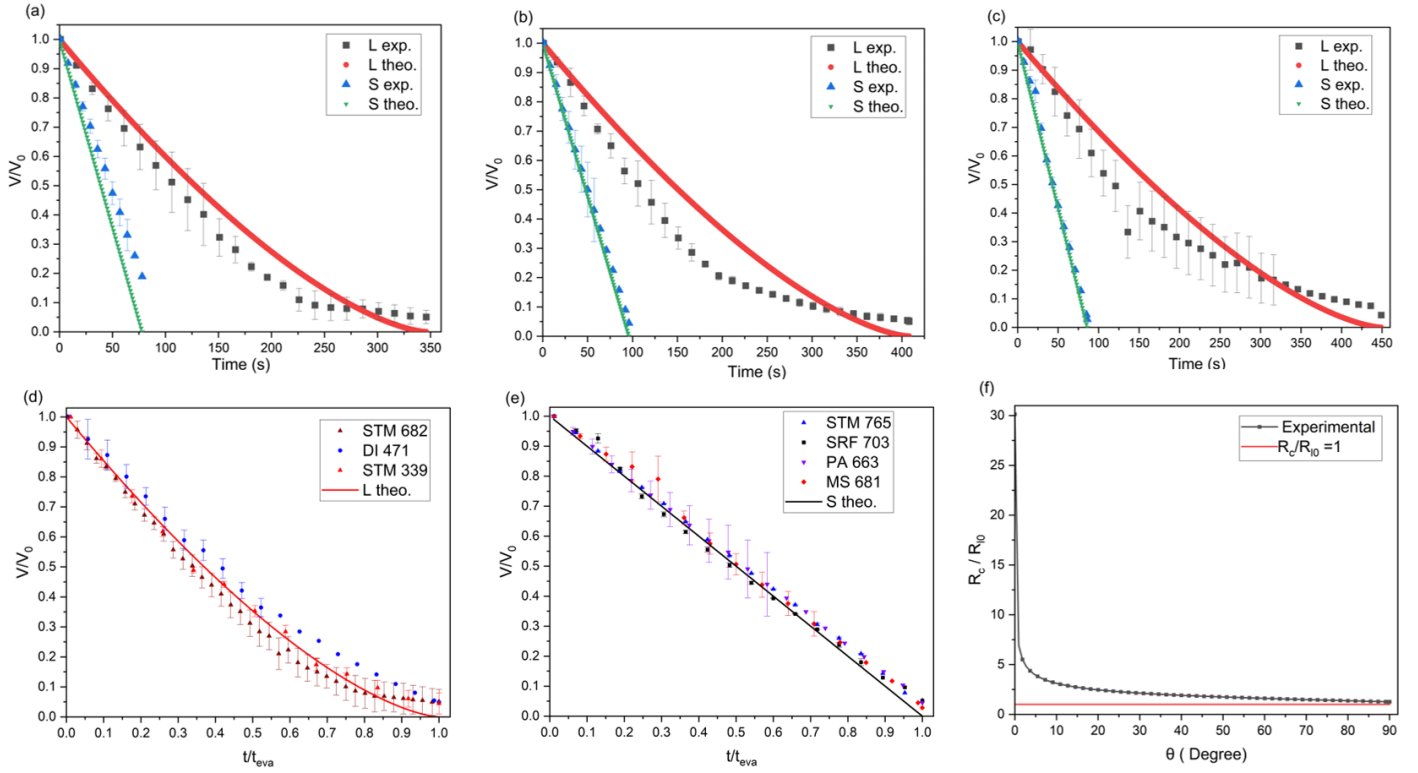 (a)
1.0
0.9
0.8
0.7
0.6
0.5
0.4
0.3
0.2
0.1
0.0
V/V0
0 50 100 150 200 250 300 350
Time (s)
L exp.
L theo.
S exp.
S theo.
(b)
1.0
0.9
0.8
0.7
0.6
0.5
0.4
0.3
0.2
0.1
0.0
V/V0
0 50 100 150 200 250 300 350 400
Time (s)
L exp.
L theo.
S exp.
S theo.
(c)
1.0
0.9
0.8
0.7
0.6
0.5
0.4
0.3
0.2
0.1
0.0
V/V0
0 50 100 150 200 250 300 350 400 450
Time (s)
L exp.
L theo.
S exp.
S theo.
(d)
1.0
0.9
0.8
0.7
0.6
0.5
0.4
0.3
0.2
0.1
0.0
V/V0
0.0 0.1 0.2 0.3 0.4 0.5 0.6 0.7 0.8 0.9 1.0
t/teva
STM 682
DI 471
STM 339
L theo.
(e)
1.0
0.9
0.8
0.7
0.6
0.5
0.4
0.3
0.2
0.1
0.0
V/V0
0.0 0.1 0.2 0.3 0.4 0.5 0.6 0.7 0.8 0.9 1.0
t/teva
STM 765
SRF 703
PA 663
MS 681
S theo.
(f)
30
25
20
15
10
5
0
Rc / Rl0
0 10 20 30 40 50 60 70 80 90
θ ( Degree)
Experimental
Rc/Rl0 =1